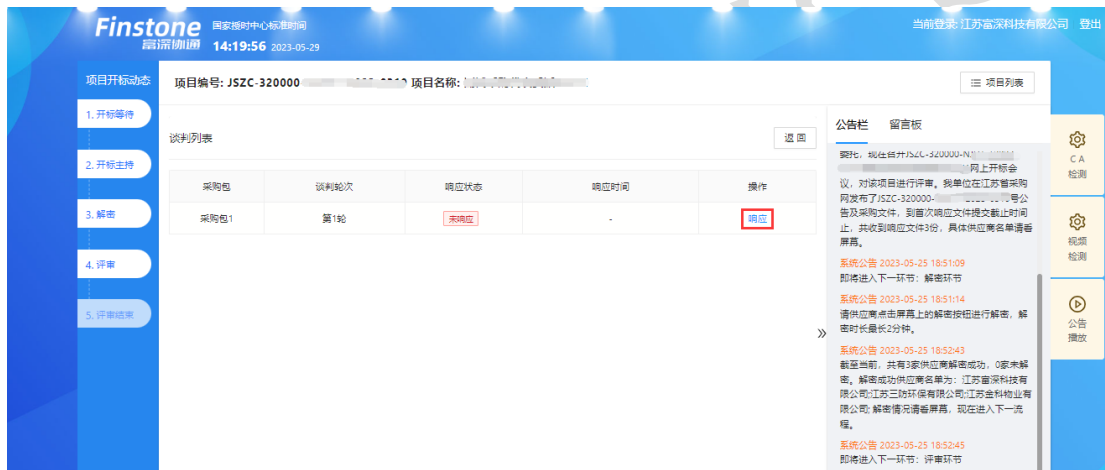 Finstone
富深协通
国家授时中心标准时间
14:19:56 2023-05-29
当前登录: 江苏富深科技有限公司 登出
项目开标动态
1. 开标等待
2. 开标主持
3. 解密
4. 评审
5. 评审结束
项目编号: JSZC-320000- 项目名称:
项目列表
谈判列表
返回
采购包 谈判轮次 响应状态 响应时间 操作
采购包1 第1轮 未响应 - 响应
»
公告栏 留言板
委托，现在召开JSZC-320000-
网上开标会
议，对该项目进行评审。我单位在江苏省采购
网发布了JSZC-320000- 号公
告及采购文件，到首次响应文件提交截止时间
止，共收到响应文件3份，具体供应商名单请看
屏幕。
系统公告 2023-05-25 18:51:09
即将进入下一环节：解密环节
系统公告 2023-05-25 18:51:14
请供应商点击屏幕上的解密按钮进行解密，解
密时长最长2分钟。
系统公告 2023-05-25 18:52:43
截至当前，共有3家供应商解密成功，0家未解
密。解密成功供应商名单为：江苏富深科技有
限公司;江苏三防环保有限公司;江苏金科物业有
限公司; 解密情况请看屏幕，现在进入下一流
程。
系统公告 2023-05-25 18:52:45
即将进入下一环节：评审环节
CA
检测
视频
检测
公告
播放